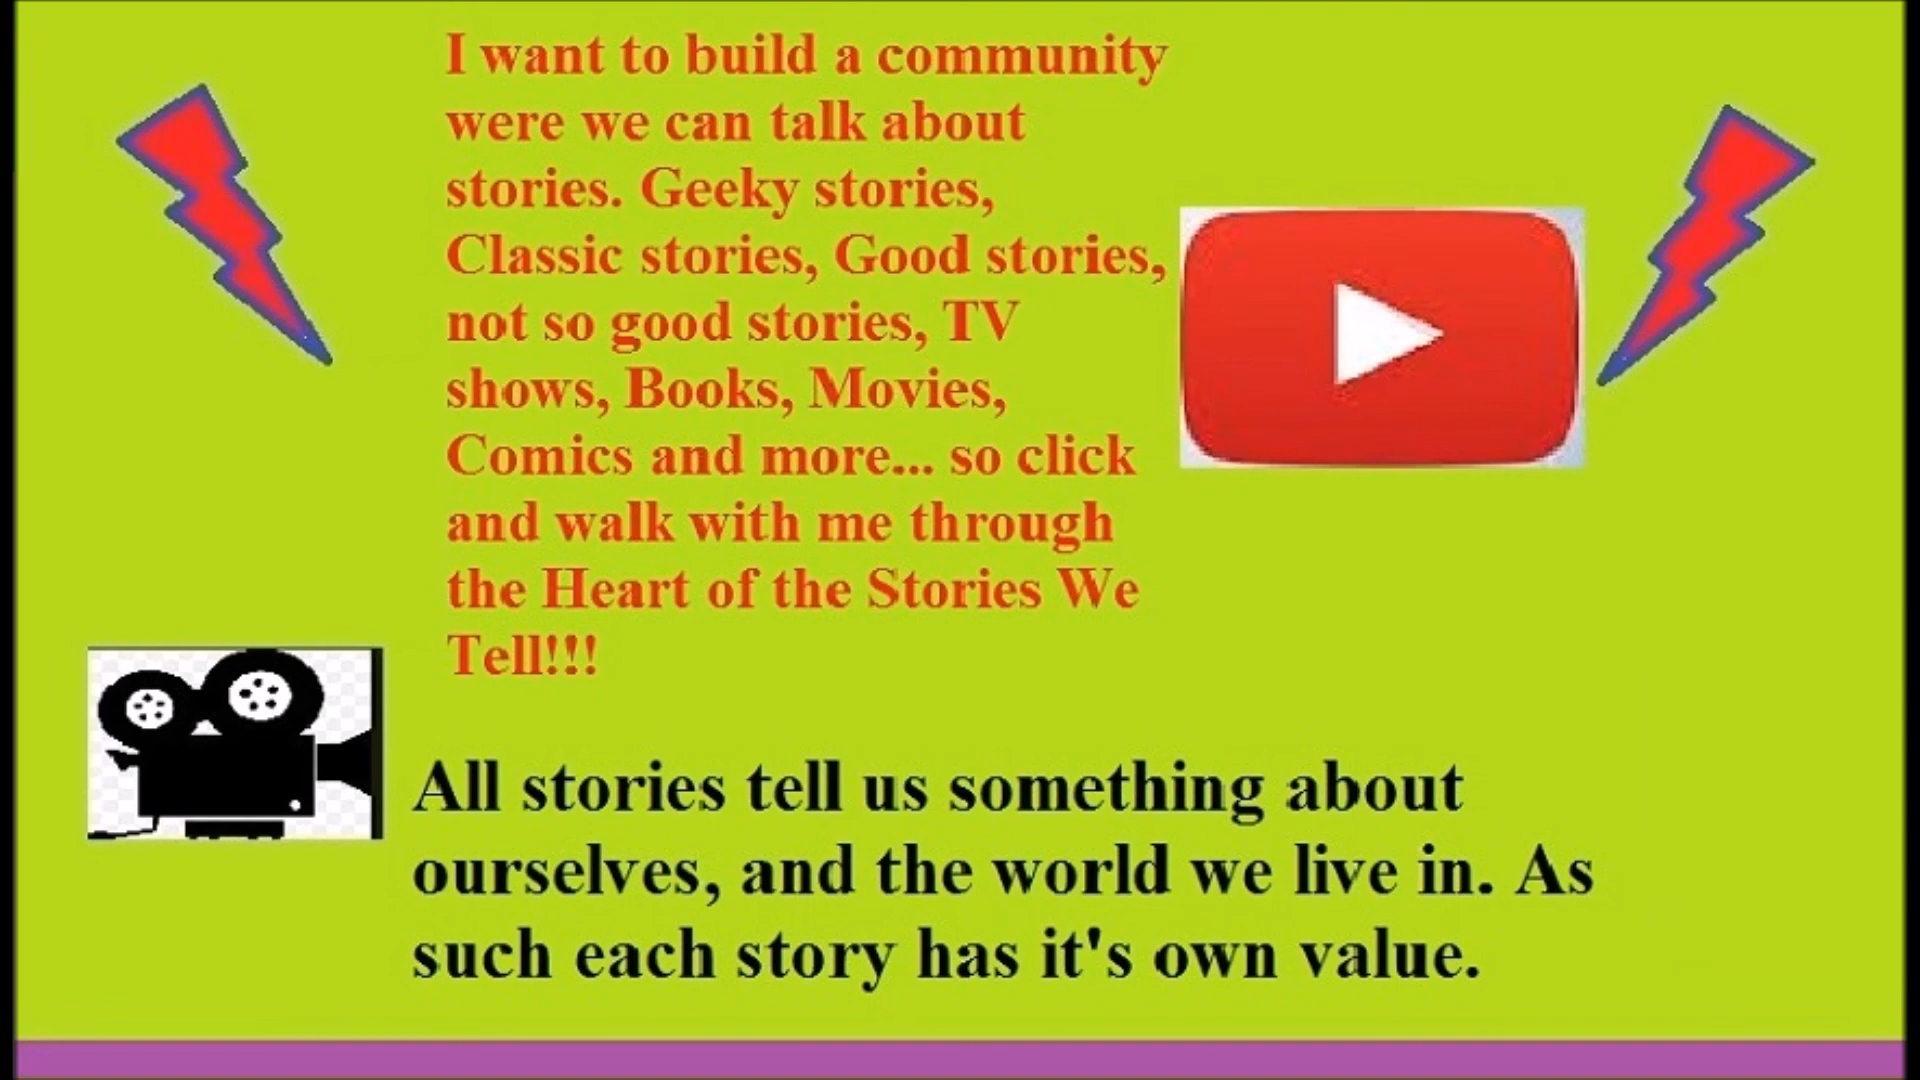 I want to build a community
were we can talk about
stories. Geeky stories,
Classic stories, Good stories,
not so good stories, TV
shows, Books, Movies,
Comics and more... so click
and walk with me through
the Heart of the Stories We
Tell!!!
All stories tell us something about
ourselves, and the world we live in. As
such each story has it's own value.